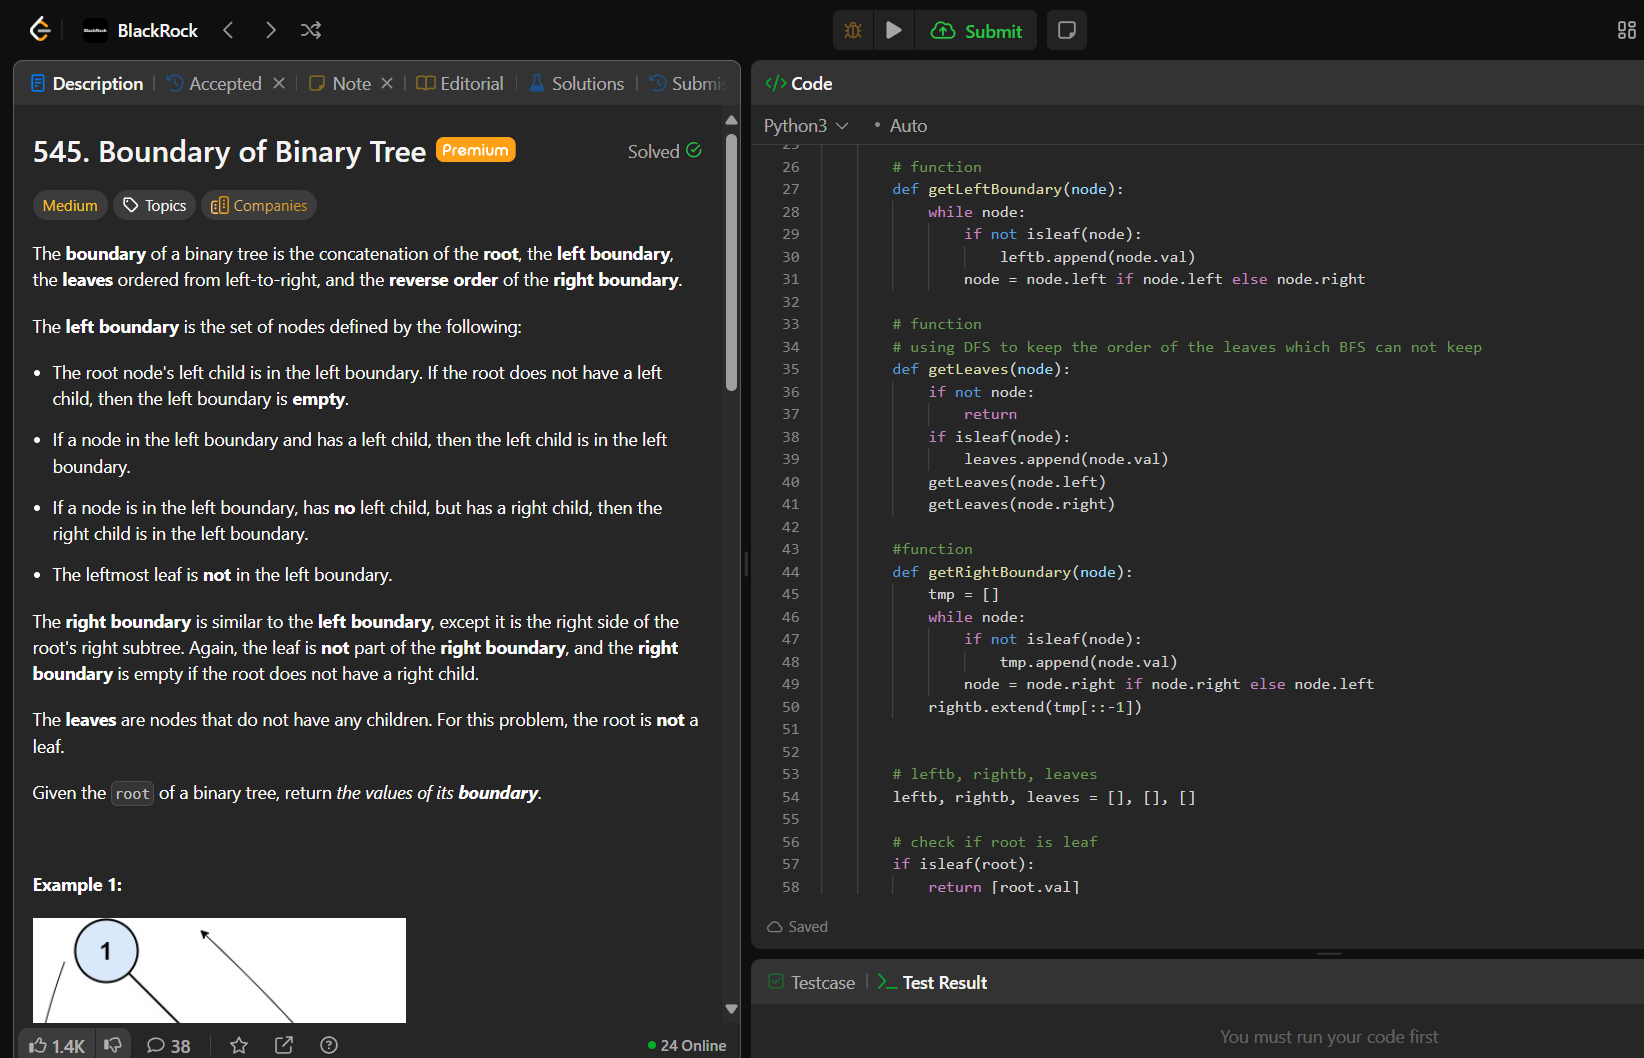 BlackRock
Submit
Description
Accepted
Note
Editorial
Solutions
Submis
Code
Python3
• Auto
545. Boundary of Binary Tree
Premium
Solved
Medium
Topics
Companies
The boundary of a binary tree is the concatenation of the root, the left boundary,
the leaves ordered from left-to-right, and the reverse order of the right boundary.
The left boundary is the set of nodes defined by the following:
• The root node's left child is in the left boundary. If the root does not have a left
child, then the left boundary is empty.
• If a node in the left boundary and has a left child, then the left child is in the left
boundary.
• If a node is in the left boundary, has no left child, but has a right child, then the
right child is in the left boundary.
• The leftmost leaf is not in the left boundary.
The right boundary is similar to the left boundary, except it is the right side of the
root's right subtree. Again, the leaf is not part of the right boundary, and the right
boundary is empty if the root does not have a right child.
The leaves are nodes that do not have any children. For this problem, the root is not a
leaf.
Given the root of a binary tree, return the values of its boundary.
Example 1:
1
1.4K
38
24 Online
25
26 # function
27 def getLeftBoundary(node):
28 while node:
29 if not isleaf(node):
30 leftb.append(node.val)
31 node = node.left if node.left else node.right
32
33 # function
34 # using DFS to keep the order of the leaves which BFS can not keep
35 def getLeaves(node):
36 if not node:
37 return
38 if isleaf(node):
39 leaves.append(node.val)
40 getLeaves(node.left)
41 getLeaves(node.right)
42
43 #function
44 def getRightBoundary(node):
45 tmp = []
46 while node:
47 if not isleaf(node):
48 tmp.append(node.val)
49 node = node.right if node.right else node.left
50 rightb.extend(tmp[::-1])
51
52
53 # leftb, rightb, leaves
54 leftb, rightb, leaves = [], [], []
55
56 # check if root is leaf
57 if isleaf(root):
58 return [root.val]
Saved
Testcase
Test Result
You must run your code first